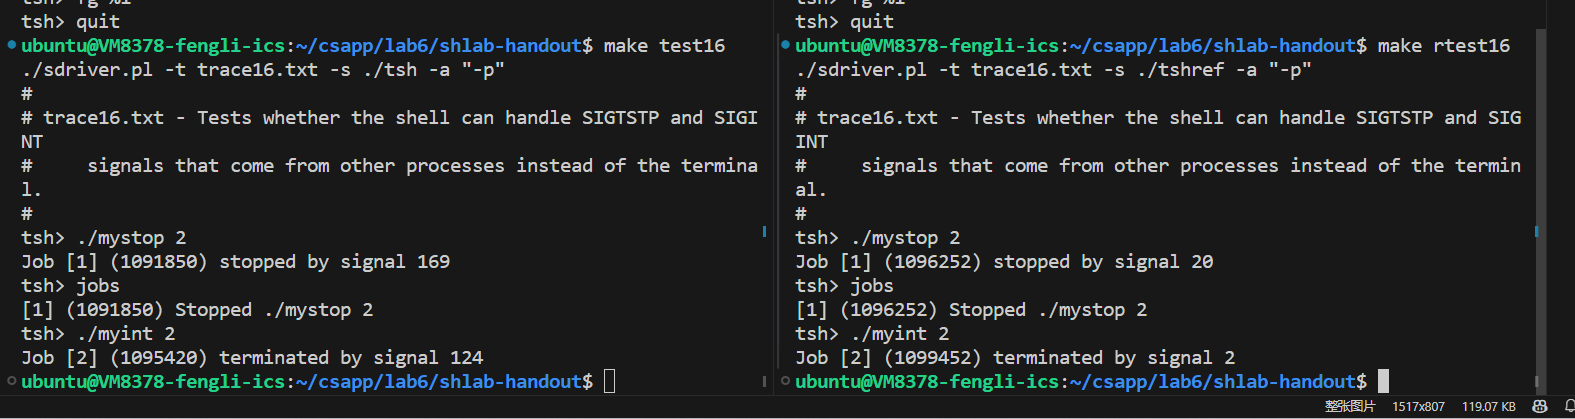 tsh> quit
ubuntu@VM8378-fengli-ics:~/csapp/lab6/shlab-handout$ make test16
./sdriver.pl -t trace16.txt -s ./tsh -a "-p"
#
# trace16.txt - Tests whether the shell can handle SIGTSTP and SIGI
NT
#     signals that come from other processes instead of the termina
l.
#
tsh> ./mystop 2
Job [1] (1091850) stopped by signal 169
tsh> jobs
[1] (1091850) Stopped ./mystop 2
tsh> ./myint 2
Job [2] (1095420) terminated by signal 124
ubuntu@VM8378-fengli-ics:~/csapp/lab6/shlab-handout$
tsh> quit
ubuntu@VM8378-fengli-ics:~/csapp/lab6/shlab-handout$ make rtest16
./sdriver.pl -t trace16.txt -s ./tshref -a "-p"
#
# trace16.txt - Tests whether the shell can handle SIGTSTP and SIG
INT
#     signals that come from other processes instead of the termin
al.
#
tsh> ./mystop 2
Job [1] (1096252) stopped by signal 20
tsh> jobs
[1] (1096252) Stopped ./mystop 2
tsh> ./myint 2
Job [2] (1099452) terminated by signal 2
ubuntu@VM8378-fengli-ics:~/csapp/lab6/shlab-handout$
整张图片 1517x807 119.07 KB